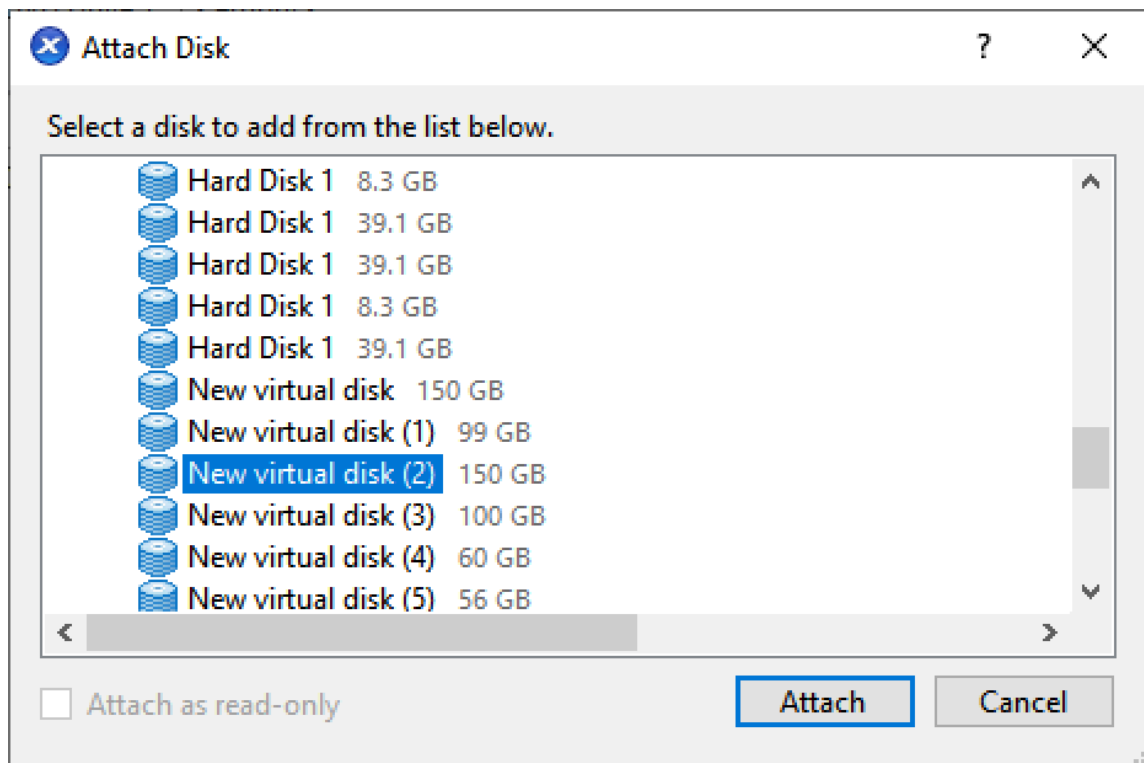 Attach Disk ?
Select a disk to add from the list below.
Hard Disk 1 8.3 GB
Hard Disk 1 39.1 GB
Hard Disk 1 39.1 GB
Hard Disk 1 8.3 GB
Hard Disk 1 39.1 GB
New virtual disk 150 GB
New virtual disk (1) 99 GB
New virtual disk (2) 150 GB
New virtual disk (3) 100 GB
New virtual disk (4) 60 GB
New virtual disk (5) 56 GB
Attach as read-only Attach Cancel